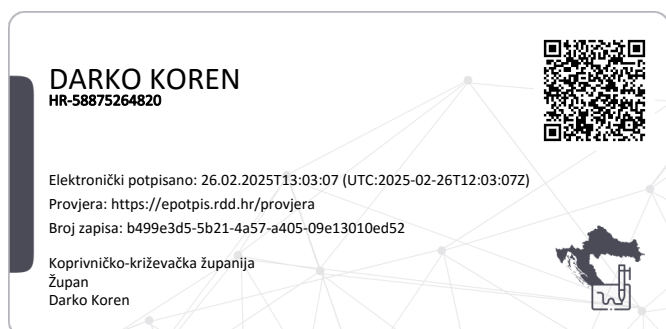 DARKO KOREN
HR-58875264820
Elektronički potpisano: 26.02.2025T13:03:07 (UTC:2025-02-26T12:03:07Z)
Provjera: https://epotpis.rdd.hr/provjera
Broj zapisa: b499e3d5-5b21-4a57-a405-09e13010ed52
Koprivničko-križevačka županija
Župan
Darko Koren